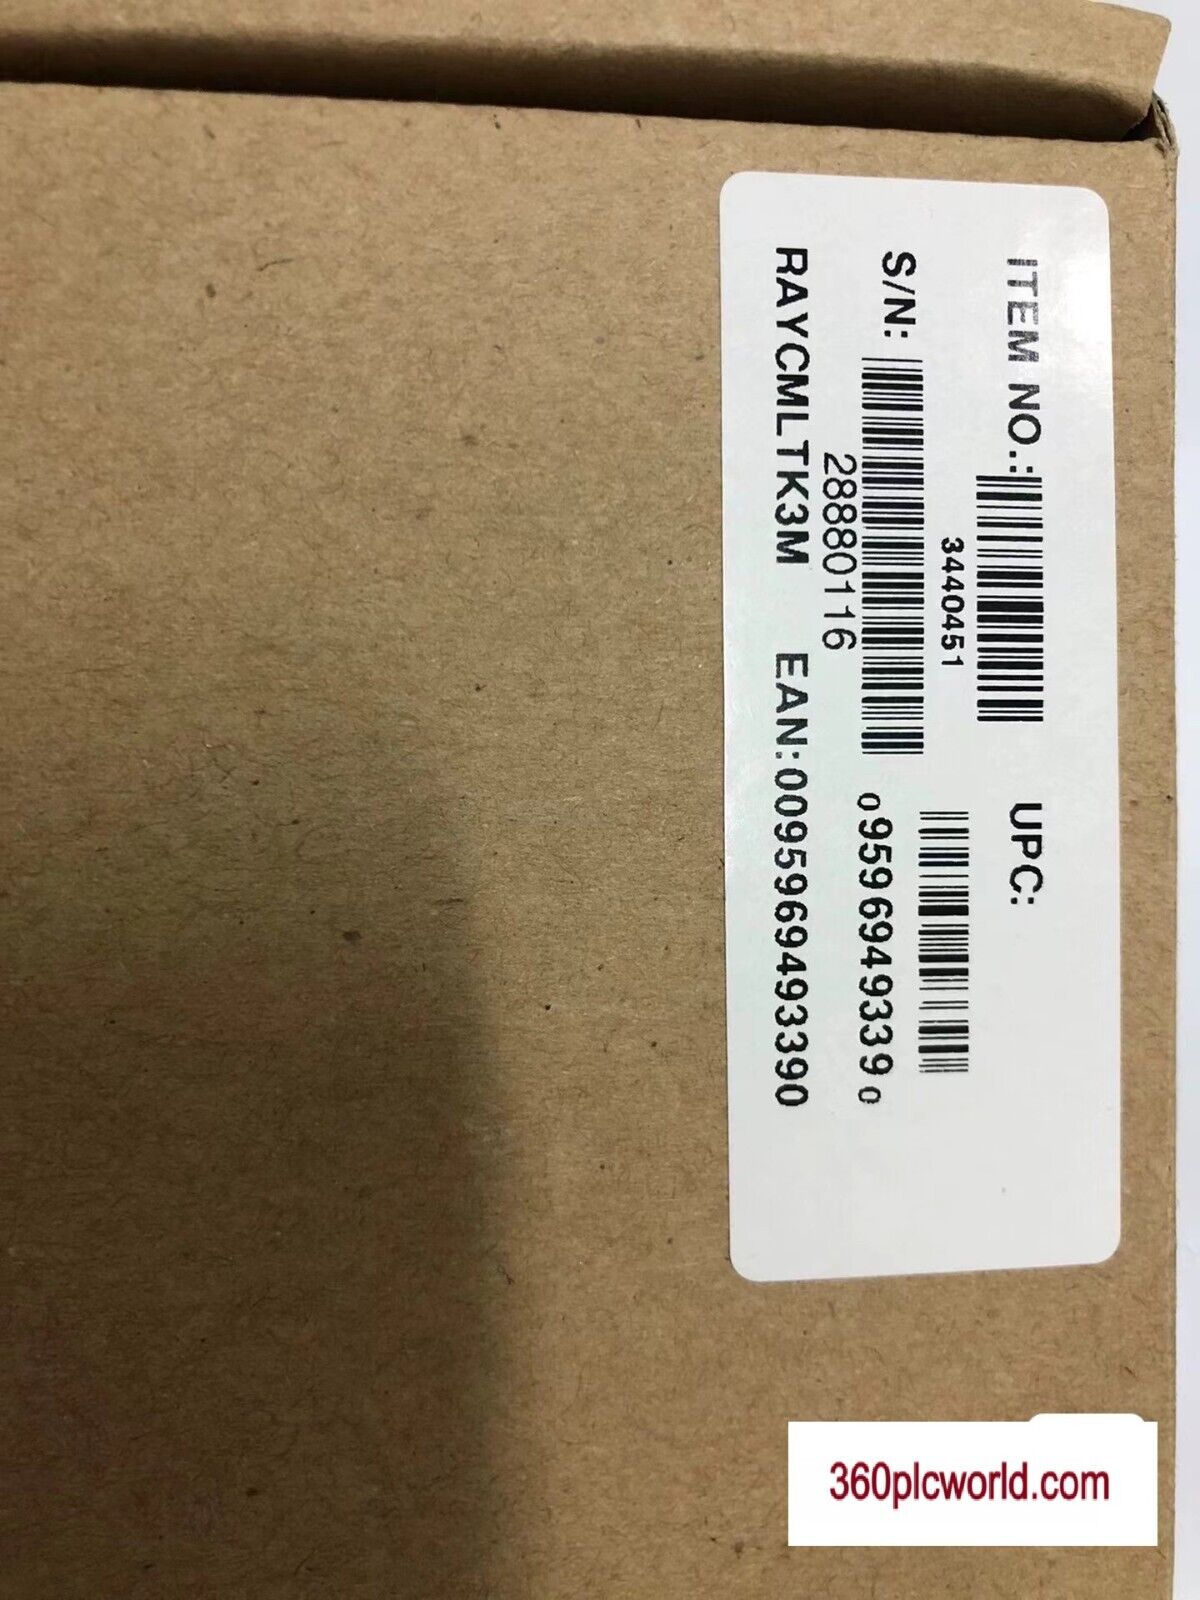 ITEM NO.: UPC:
3440451
S/N: 0 95969 49339 0
28880116
RAYCMLTK3M EAN:0095969493390
360plcworld.com